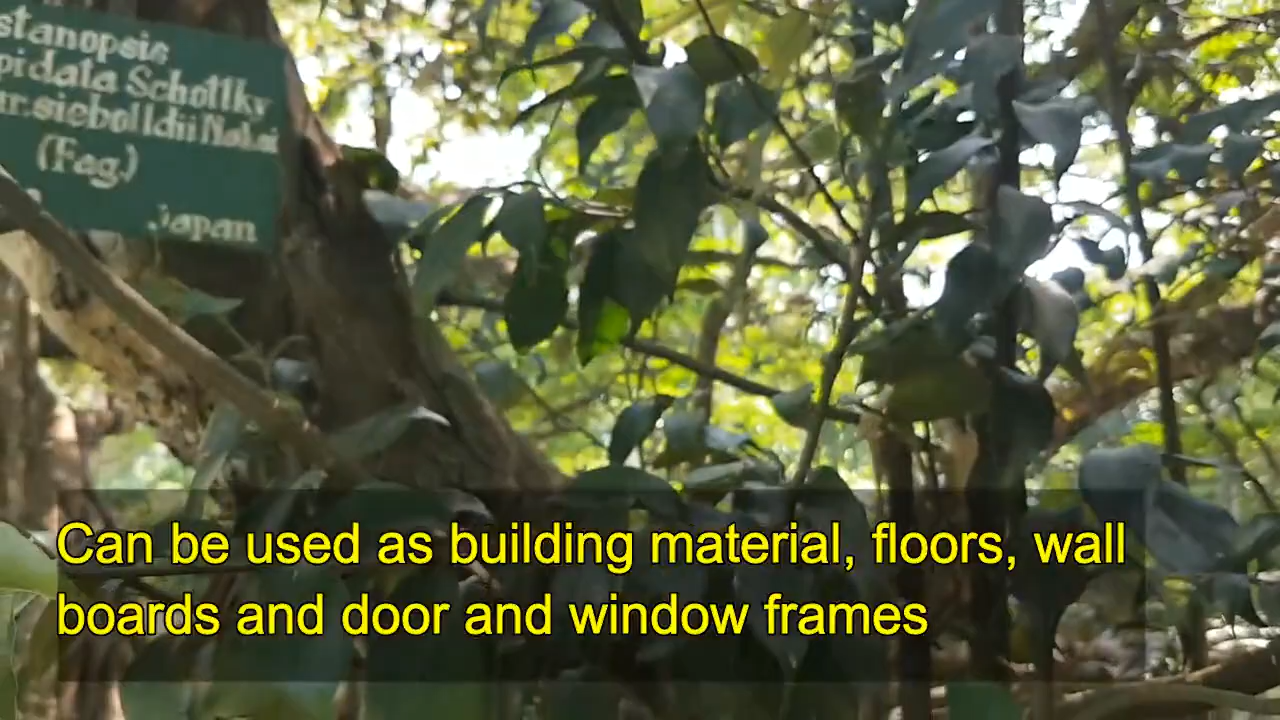 stanopsis
pidata Schottky
ar.sieboldii Nakai
(Fag.)
Japan
Can be used as building material, floors, wall
boards and door and window frames